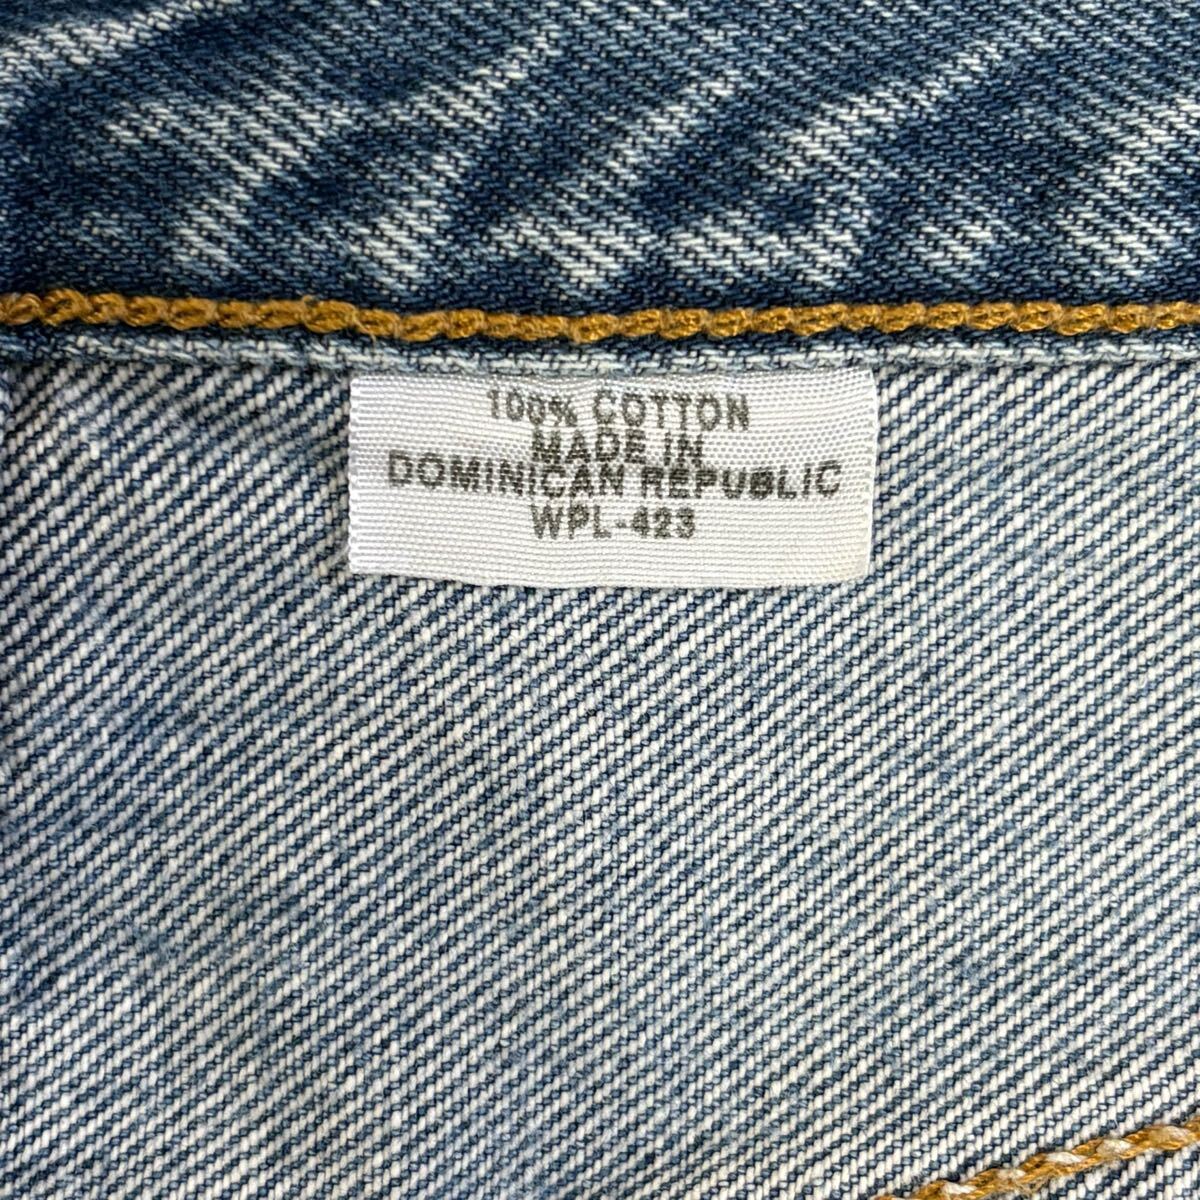 100% COTTON
MADE IN
DOMINICAN REPUBLIC
WPL-423